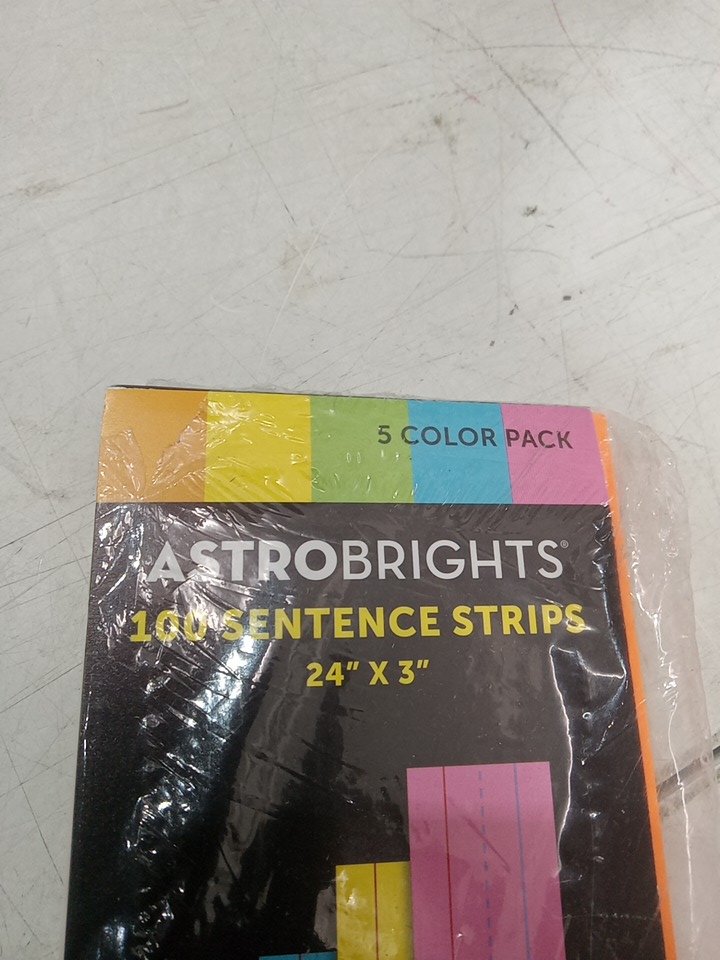 5 COLOR PACK
ASTROBRIGHTS®
100 SENTENCE STRIPS
24" X 3"